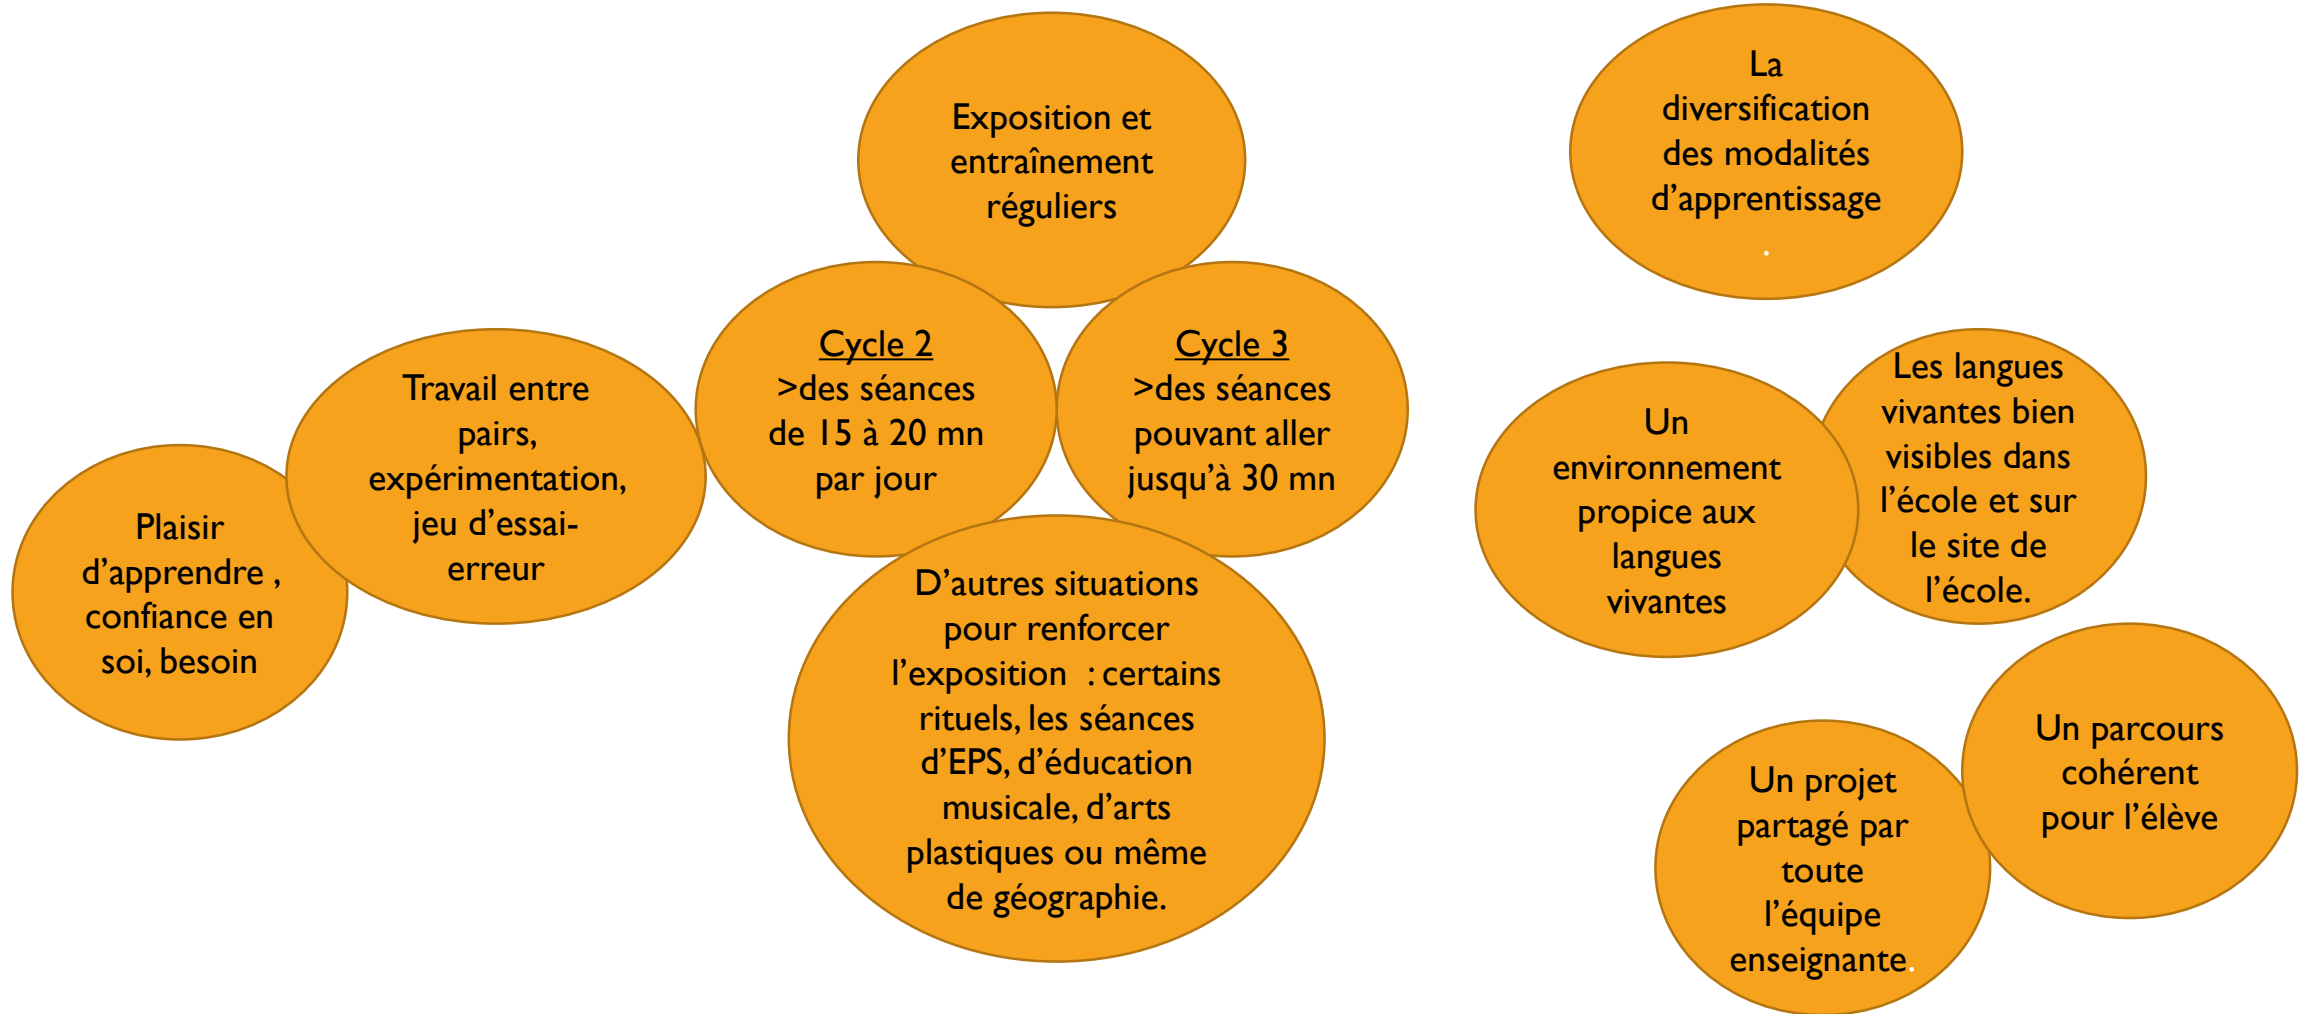 Plaisir
d’apprendre ,
confiance en
soi, besoin
Travail entre
pairs,
expérimentation,
jeu d’essai-
erreur
Exposition et
entraînement
réguliers
Cycle 2
>des séances
de 15 à 20 mn
par jour
Cycle 3
>des séances
pouvant aller
jusqu’à 30 mn
D’autres situations
pour renforcer
l’exposition  : certains
rituels, les séances
d’EPS, d’éducation
musicale, d’arts
plastiques ou même
de géographie.
La
diversification
des modalités
d’apprentissage
.
Un
environnement
propice aux
langues
vivantes
Les langues
vivantes bien
visibles dans
l’école et sur
le site de
l’école.
Un projet
partagé par
toute
l’équipe
enseignante.
Un parcours
cohérent
pour l’élève